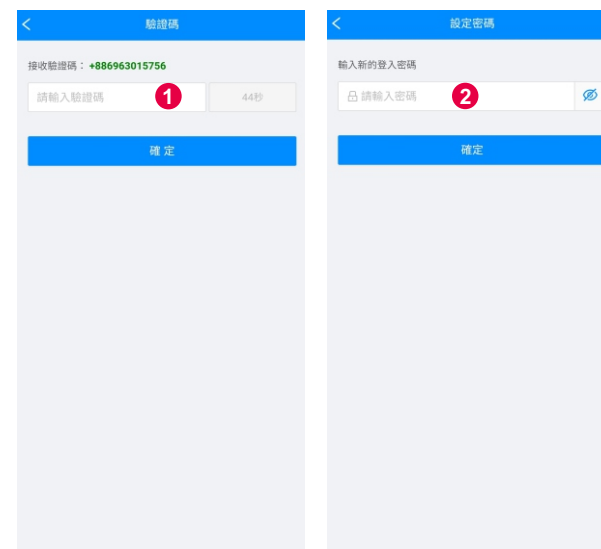 驗證碼
接收驗證碼： +886963015756
請輸入驗證碼
1
44秒
確 定
設定密碼
輸入新的登入密碼
請輸入密碼
2
確定